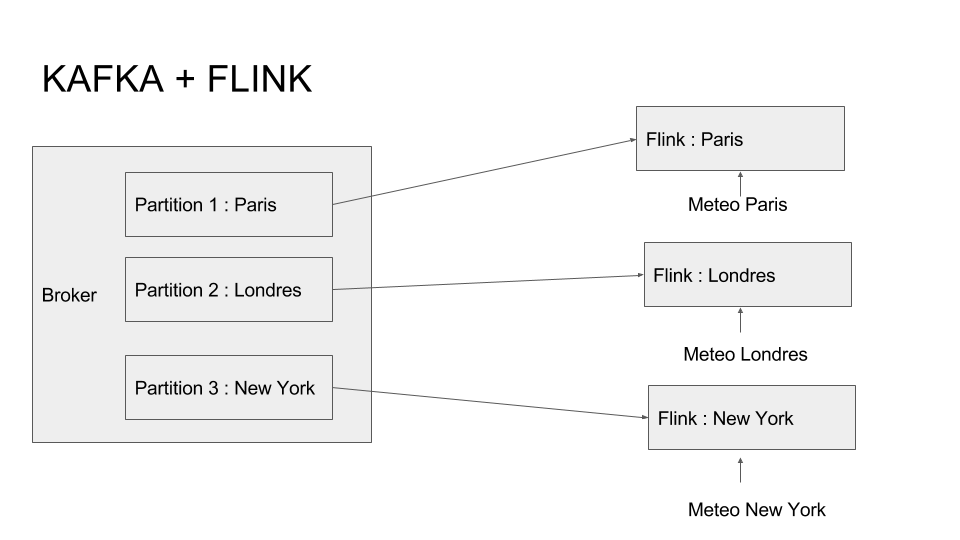 KAFKA + FLINK
Broker
Partition 1 : Paris
Partition 2 : Londres
Partition 3 : New York
Flink : Paris
Meteo Paris
Flink : Londres
Meteo Londres
Flink : New York
Meteo New York